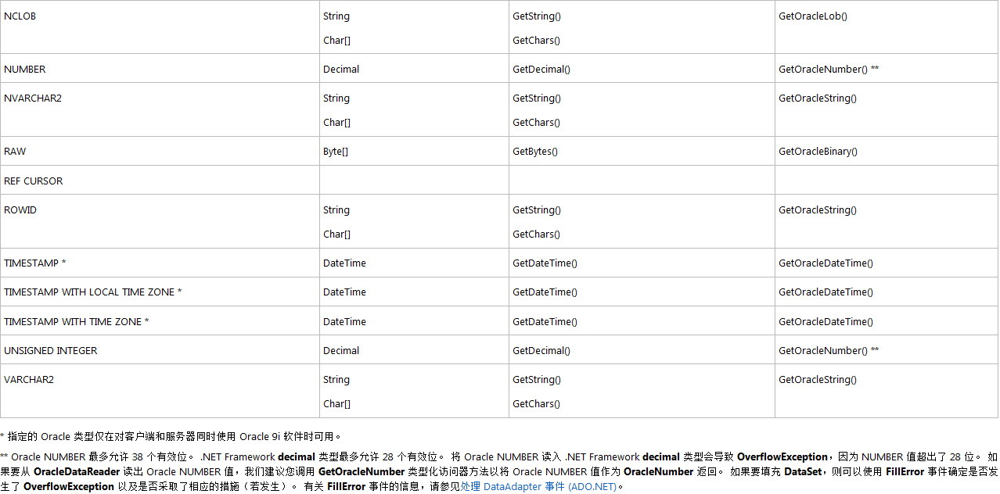 NCLOB String GetString() GetOracleLob()
Char[] GetChars()
NUMBER Decimal GetDecimal() GetOracleNumber() **
NVARCHAR2 String GetString() GetOracleString()
Char[] GetChars()
RAW Byte[] GetBytes() GetOracleBinary()
REF CURSOR
ROWID String GetString() GetOracleString()
Char[] GetChars()
TIMESTAMP * DateTime GetDateTime() GetOracleDateTime()
TIMESTAMP WITH LOCAL TIME ZONE * DateTime GetDateTime() GetOracleDateTime()
TIMESTAMP WITH TIME ZONE * DateTime GetDateTime() GetOracleDateTime()
UNSIGNED INTEGER Decimal GetDecimal() GetOracleNumber() **
VARCHAR2 String GetString() GetOracleString()
Char[] GetChars()
* 指定的 Oracle 类型仅在对客户端和服务器同时使用 Oracle 9i 软件时可用。
** Oracle NUMBER 最多允许 38 个有效位。 .NET Framework decimal 类型最多允许 28 个有效位。 将 Oracle NUMBER 读入 .NET Framework decimal 类型会导致 OverflowException，因为 NUMBER 值超出了 28 位。 如
果要从 OracleDataReader 读出 Oracle NUMBER 值，我们建议您调用 GetOracleNumber 类型化访问器方法以将 Oracle NUMBER 值作为 OracleNumber 返回。 如果要填充 DataSet，则可以使用 FillError 事件确定是否发
生了 OverflowException 以及是否采取了相应的措施（若发生）。 有关 FillError 事件的信息，请参见处理 DataAdapter 事件 (ADO.NET)。